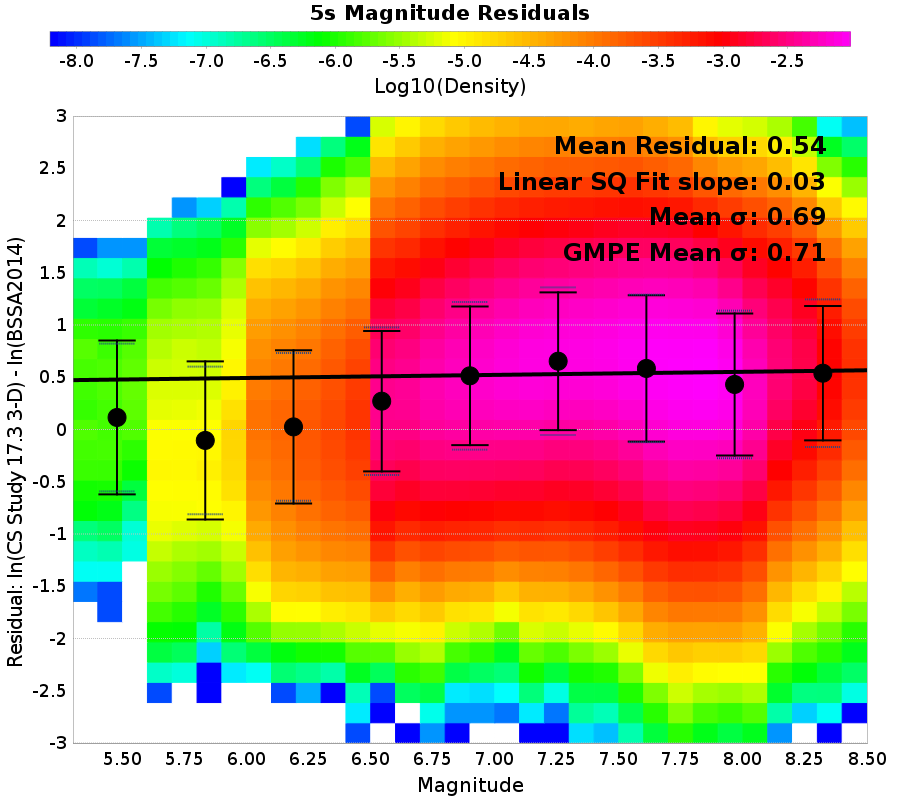 5s Magnitude Residuals
-8.0 -7.5 -7.0 -6.5 -6.0 -5.5 -5.0 -4.5 -4.0 -3.5 -3.0 -2.5
Log10(Density)
Mean Residual: 0.54
Linear SQ Fit slope: 0.03
Mean σ: 0.69
GMPE Mean σ: 0.71
Residual: ln(CS Study 17.3 3-D) - ln(BSSA2014)
3
2.5
2
1.5
1
0.5
0
-0.5
-1
-1.5
-2
-2.5
-3
5.50 5.75 6.00 6.25 6.50 6.75 7.00 7.25 7.50 7.75 8.00 8.25 8.50
Magnitude